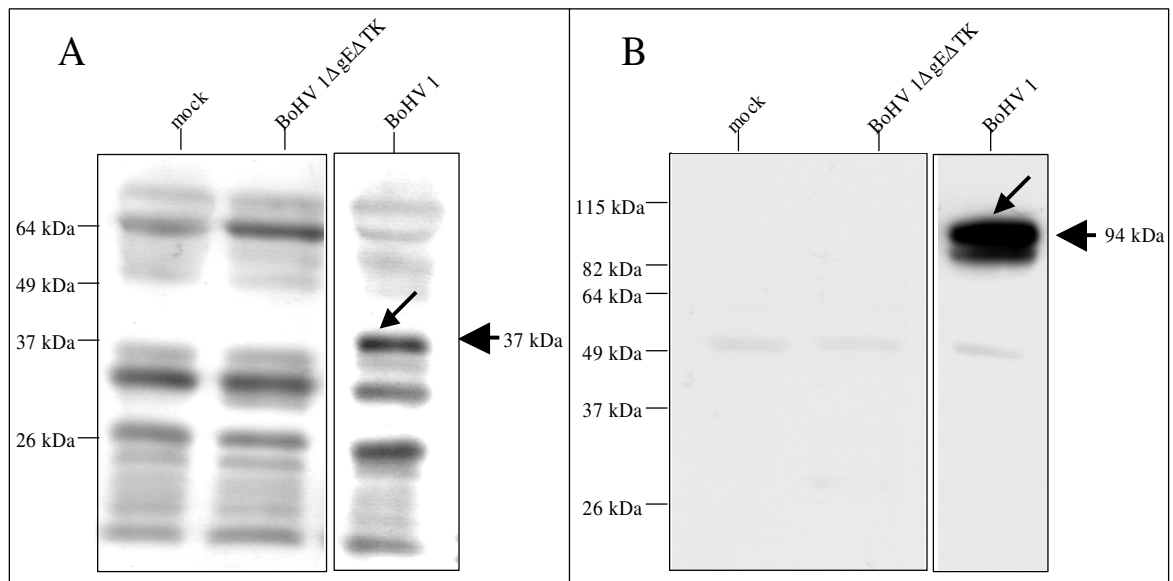 A
mock
BoHV 1ΔgEΔTK
BoHV 1
64 kDa
49 kDa
37 kDa
26 kDa
37 kDa
B
mock
BoHV 1ΔgEΔTK
BoHV 1
115 kDa
82 kDa
64 kDa
49 kDa
37 kDa
26 kDa
94 kDa